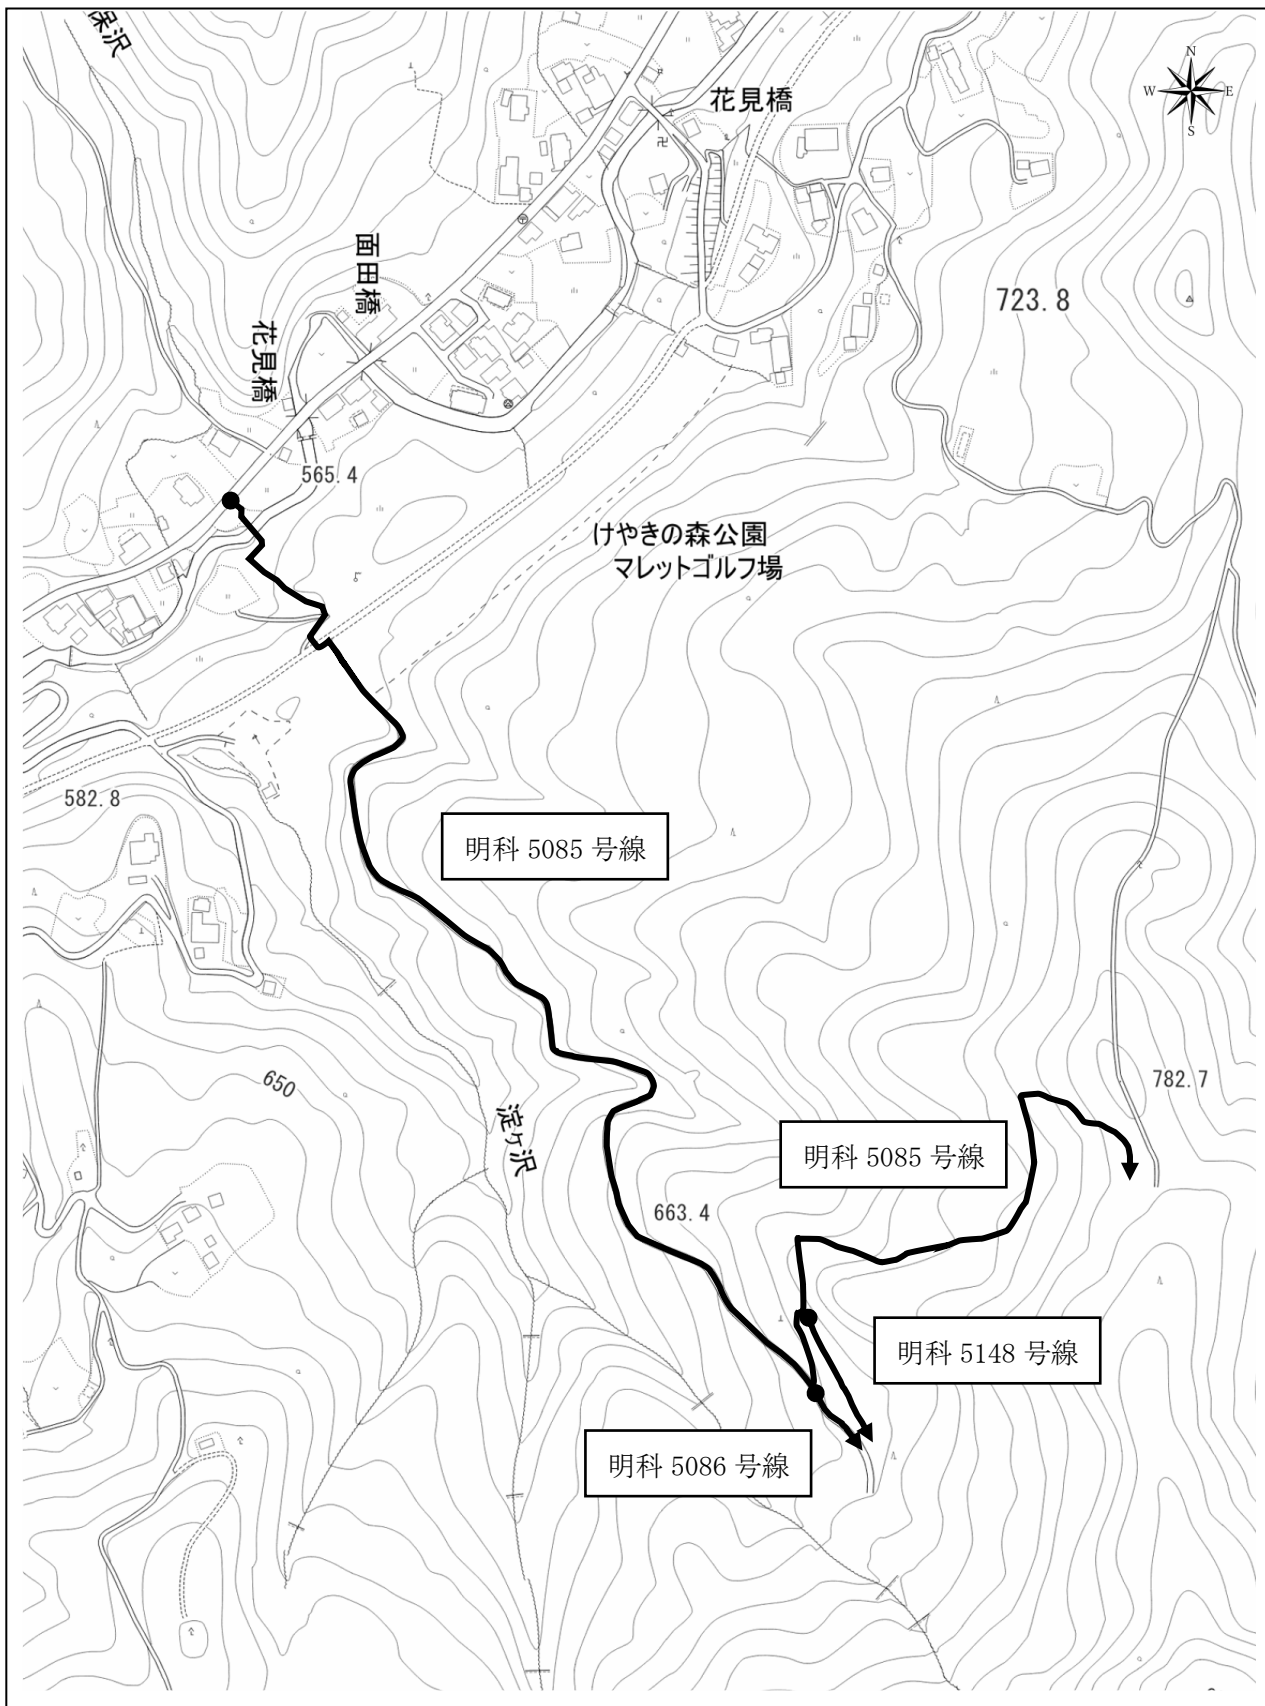 保沢
N
W
E
S
花見橋
面田橋
723.8
花見橋
565.4
けやきの森公園
マレットゴルフ場
582.8
明科 5085 号線
650
782.7
淀ヶ沢
明科 5085 号線
663.4
明科 5148 号線
明科 5086 号線